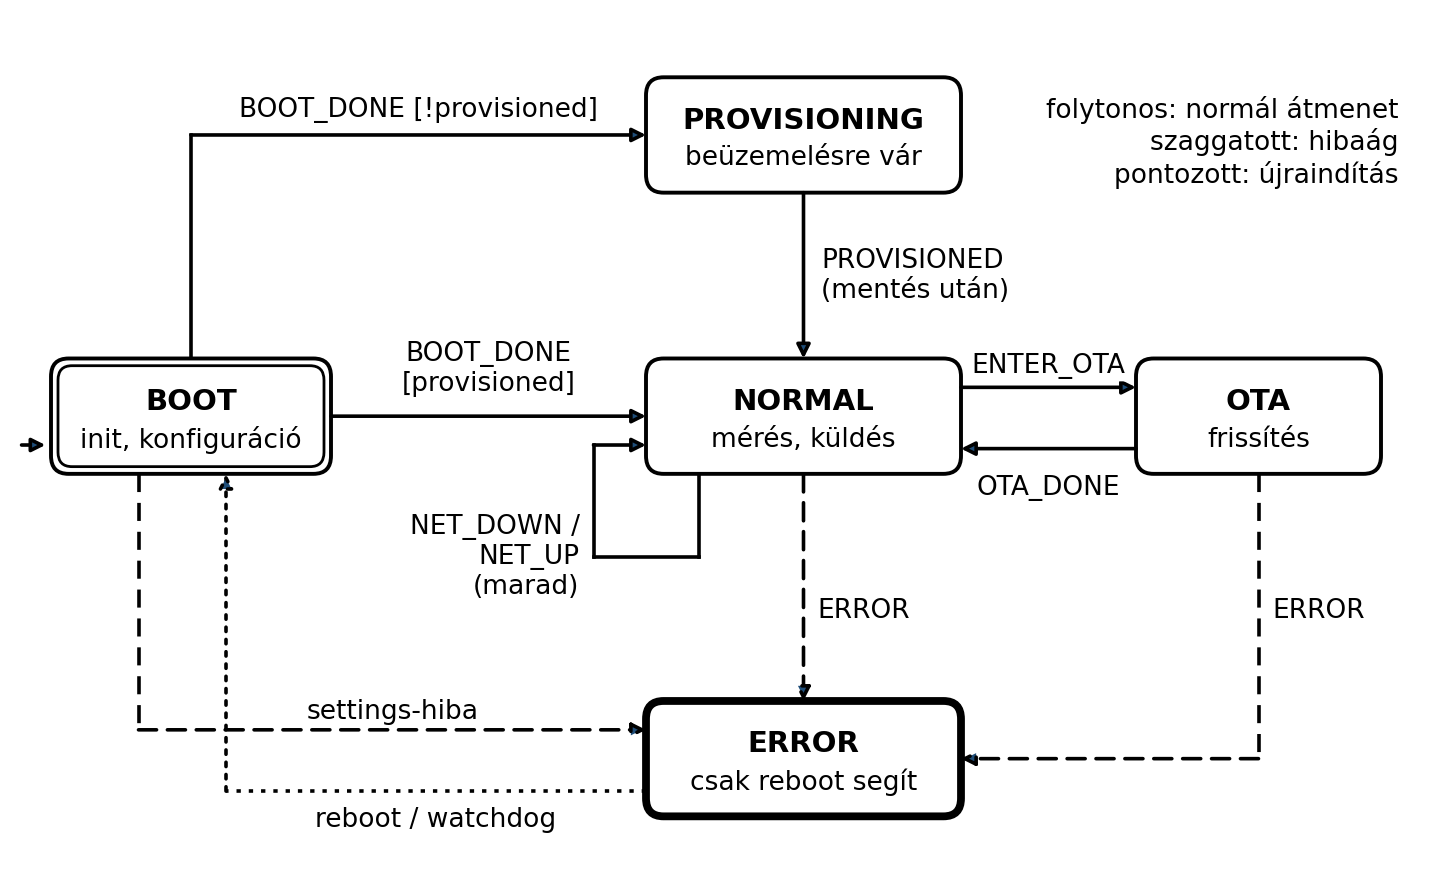 BOOT_DONE [!provisioned]
PROVISIONING
beüzemelésre vár
folytonos: normál átmenet
szaggatott: hibaág
pontozott: újraindítás
PROVISIONED
(mentés után)
BOOT_DONE
[provisioned]
ENTER_OTA
BOOT
init, konfiguráció
NORMAL
mérés, küldés
OTA
frissítés
OTA_DONE
NET_DOWN /
NET_UP
(marad)
ERROR
ERROR
settings-hiba
ERROR
csak reboot segít
reboot / watchdog